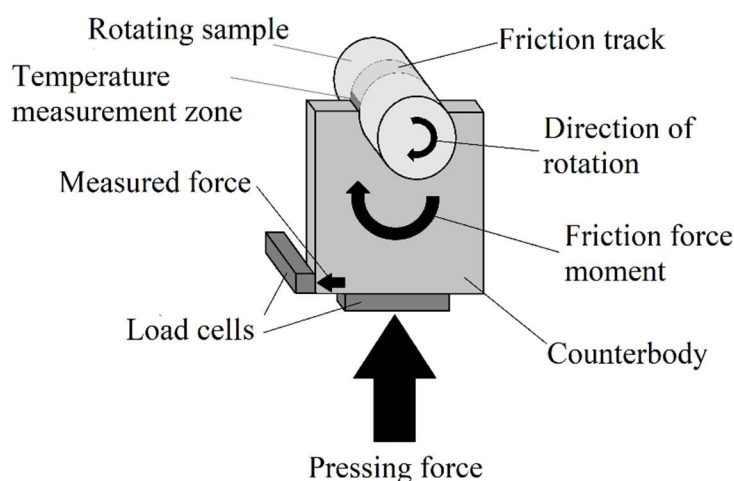 Rotating sample
Friction track
Temperature
measurement zone
Direction of
rotation
Measured force
Friction force
moment
Load cells
Counterbody
Pressing force